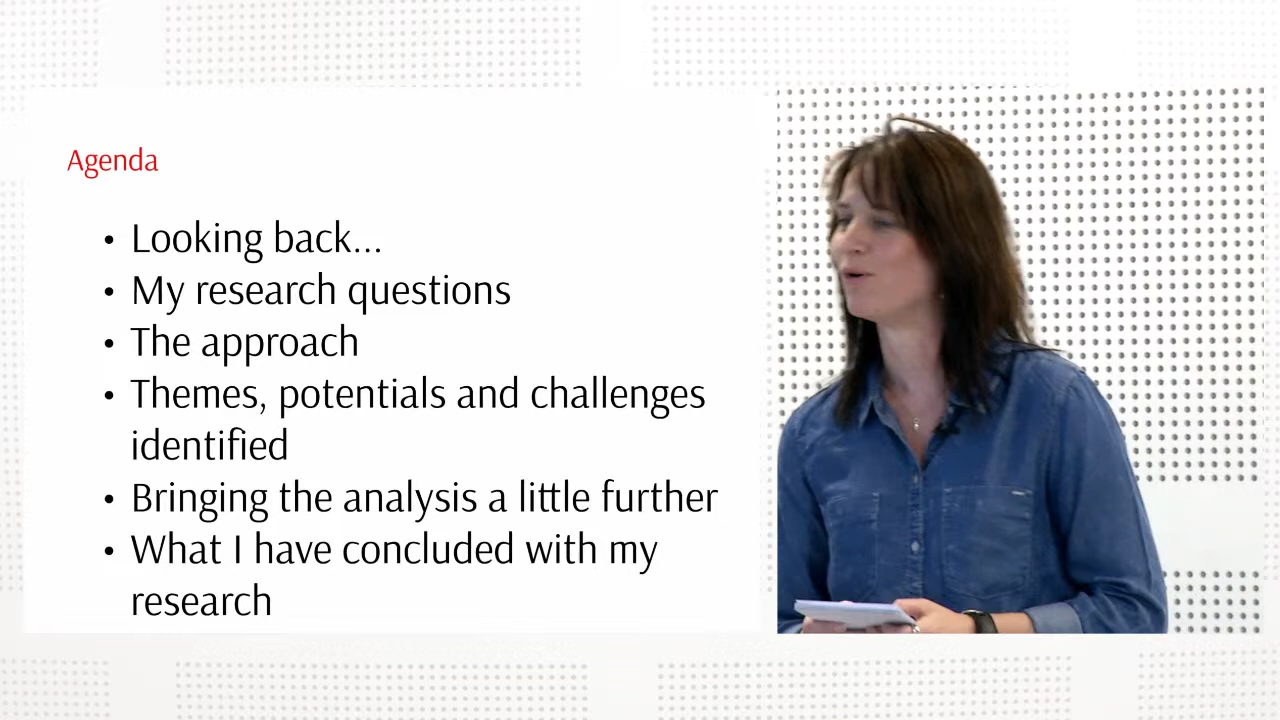 Agenda
• Looking back...
• My research questions
• The approach
• Themes, potentials and challenges
identified
• Bringing the analysis a little further
• What I have concluded with my
research